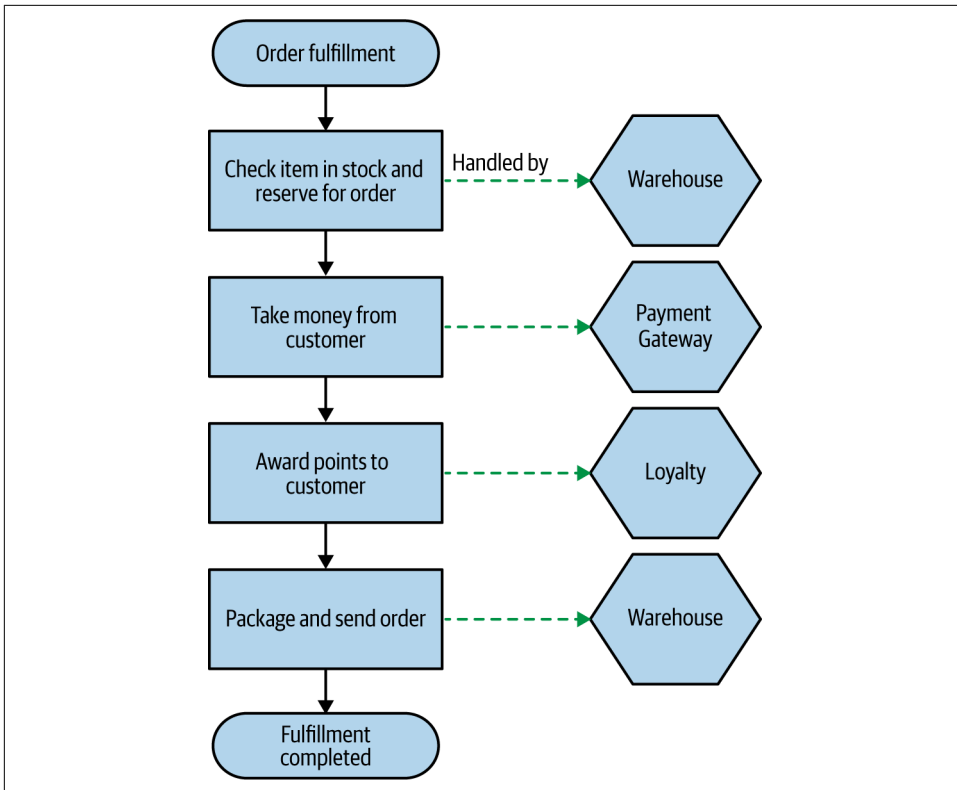 Order fulfillment
Check item in stock and
reserve for order
Handled by
Warehouse
Take money from
customer
Payment
Gateway
Award points to
customer
Loyalty
Package and send order
Warehouse
Fulfillment
completed